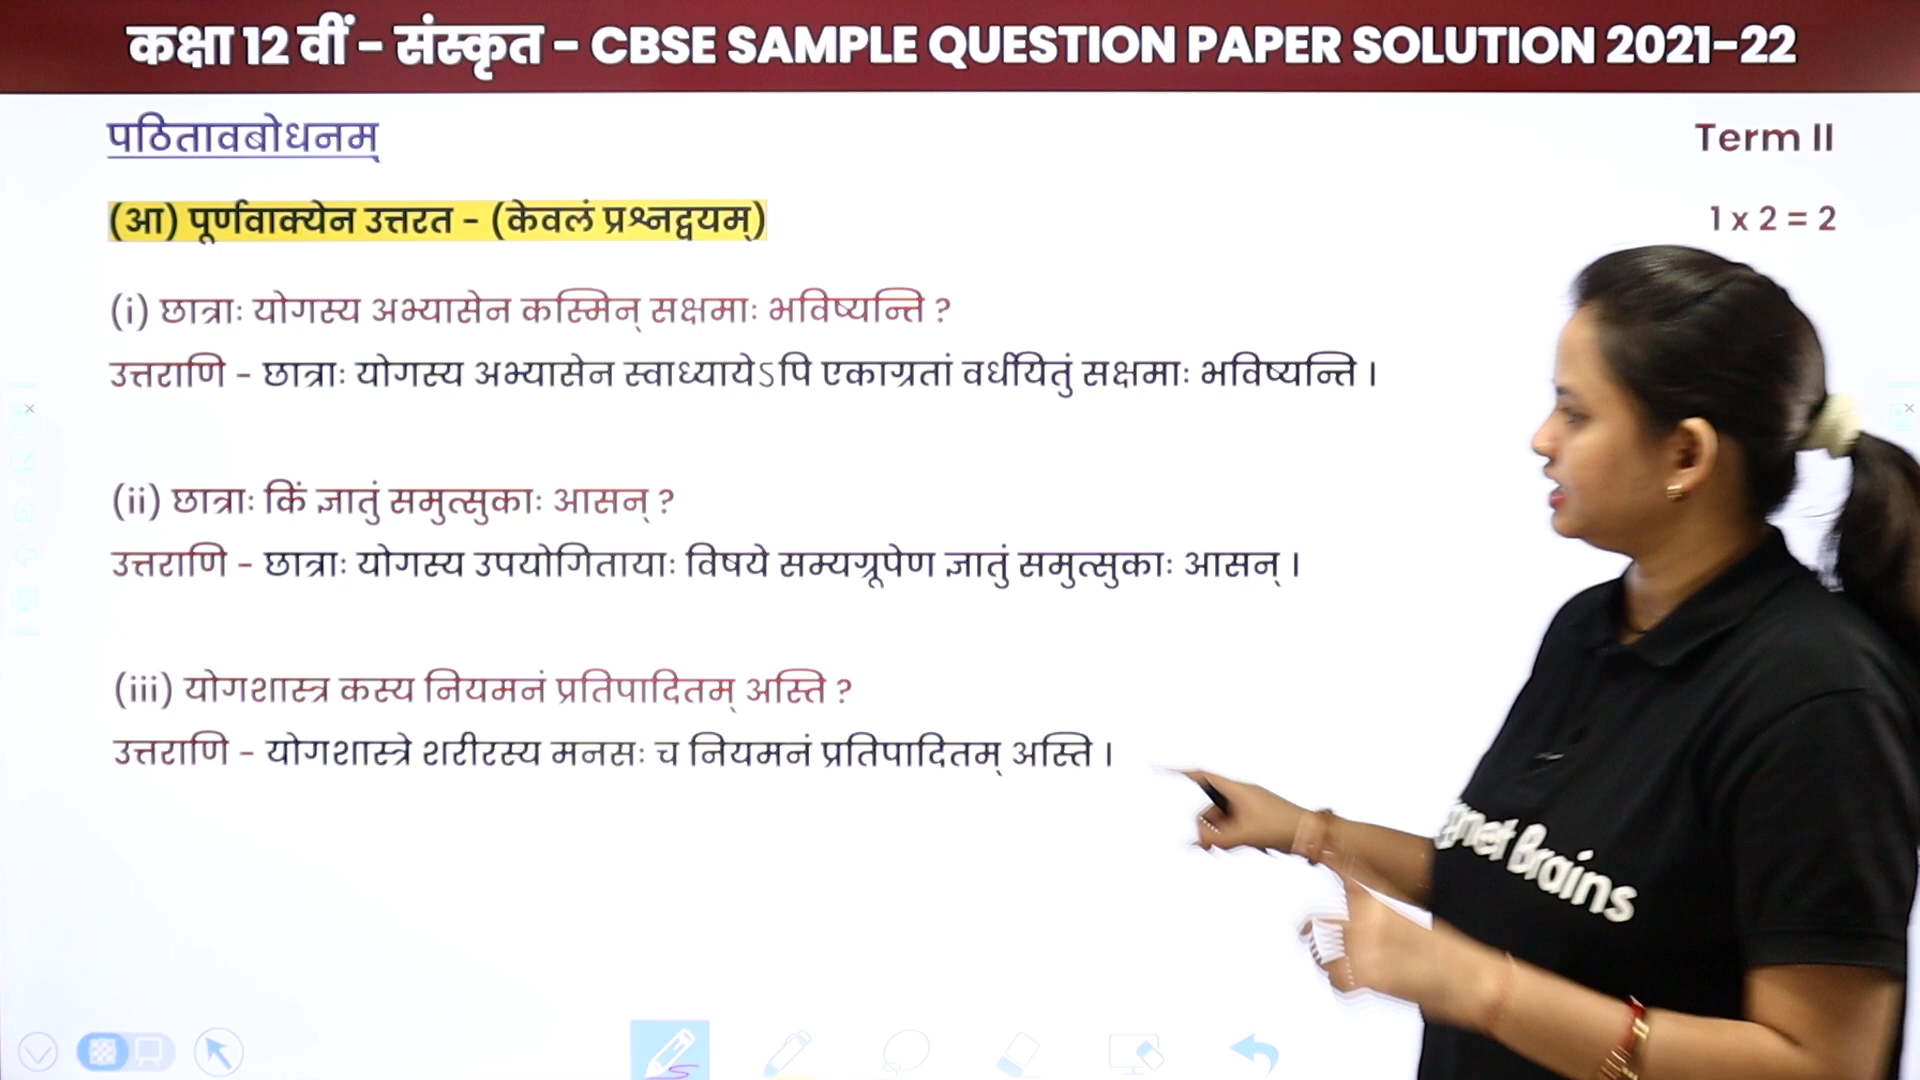 कक्षा 12 वीं – संस्कृत – CBSE SAMPLE QUESTION PAPER SOLUTION 2021-22
पठितावबोधनम्
Term II
(आ) पूर्णवाक्येन उत्तरत – (केवलं प्रश्नद्वयम्)
1 x 2 = 2
(i) छात्राः योगस्य अभ्यासेन कस्मिन् सक्षमाः भविष्यन्ति ?
उत्तराणि – छात्राः योगस्य अभ्यासेन स्वाध्यायेऽपि एकाग्रतां वर्धयितुं सक्षमाः भविष्यन्ति ।
(ii) छात्राः किं ज्ञातुं समुत्सुकाः आसन् ?
उत्तराणि – छात्राः योगस्य उपयोगितायाः विषये सम्यग्रूपेण ज्ञातुं समुत्सुकाः आसन् ।
(iii) योगशास्त्र कस्य नियमनं प्रतिपादितम् अस्ति ?
उत्तराणि – योगशास्त्रे शरीरस्य मनसः च नियमनं प्रतिपादितम् अस्ति ।
Brains